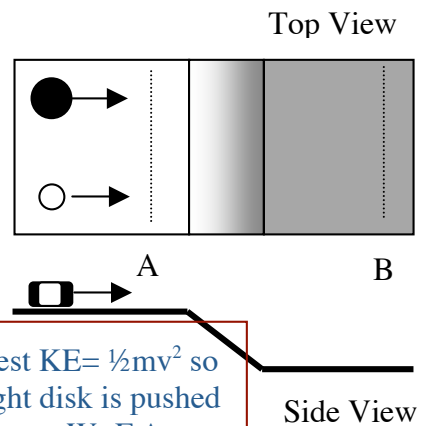 Top View
A
B
est KE= ½mv² so
ght disk is pushed
Side View